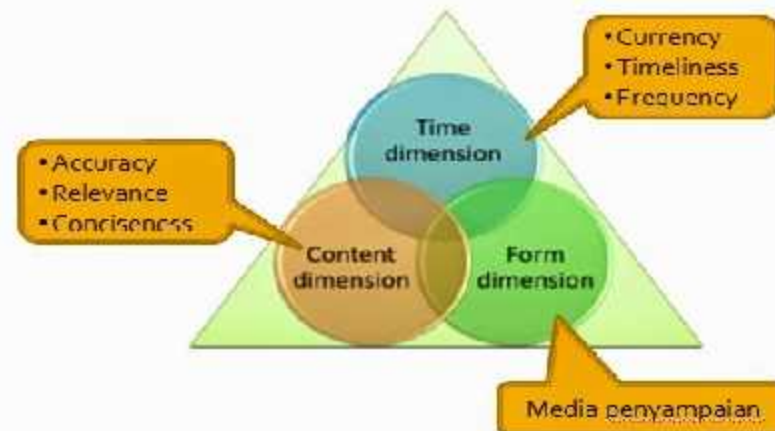 • Currency
• Timeliness
• Frequency
Time
dimension
• Accuracy
• Relevance
• Conciseness
Content
dimension
Form
dimension
Media penyampaian